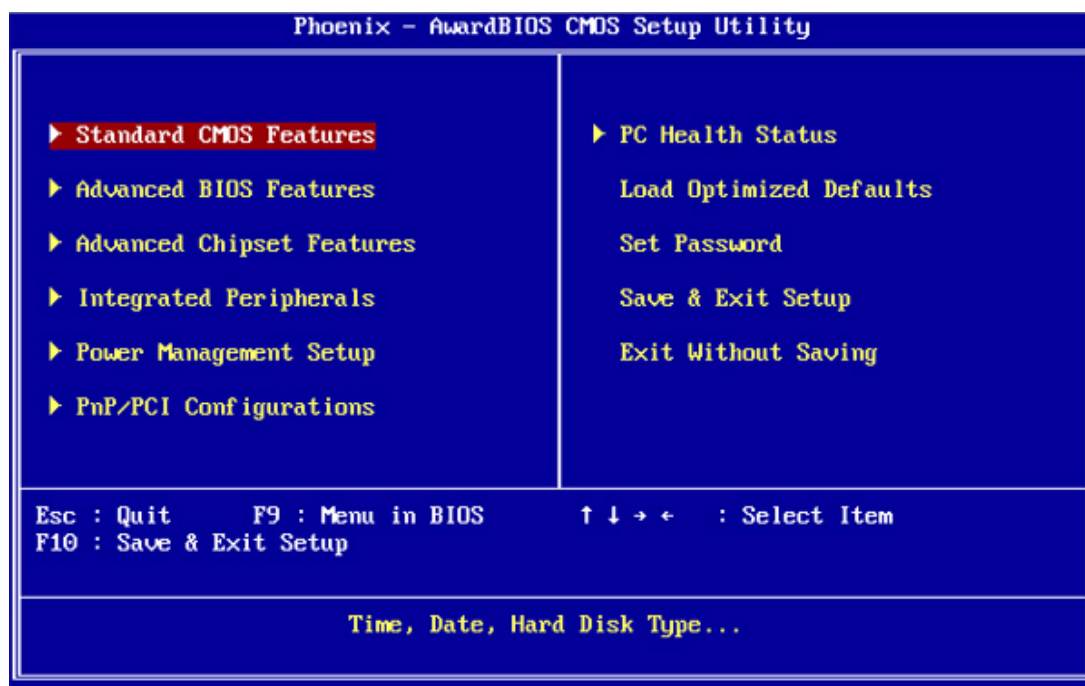 Phoenix - AwardBIOS CMOS Setup Utility
▶ Standard CMOS Features
▶ Advanced BIOS Features
▶ Advanced Chipset Features
▶ Integrated Peripherals
▶ Power Management Setup
▶ PnP/PCI Configurations
▶ PC Health Status
Load Optimized Defaults
Set Password
Save & Exit Setup
Exit Without Saving
Esc : Quit F9 : Menu in BIOS ↑ ↓ → ← : Select Item
F10 : Save & Exit Setup
Time, Date, Hard Disk Type...